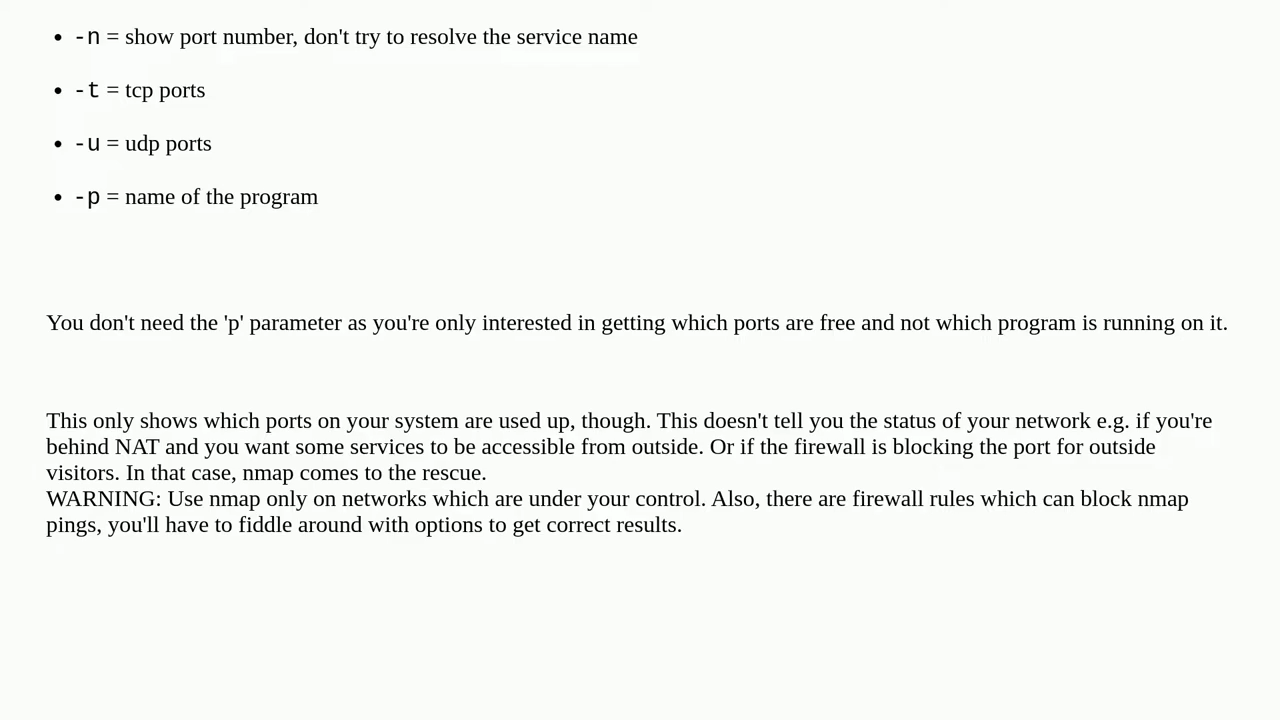 • -n = show port number, don't try to resolve the service name
• -t = tcp ports
• -u = udp ports
• -p = name of the program
You don't need the 'p' parameter as you're only interested in getting which ports are free and not which program is running on it.
This only shows which ports on your system are used up, though. This doesn't tell you the status of your network e.g. if you're
behind NAT and you want some services to be accessible from outside. Or if the firewall is blocking the port for outside
visitors. In that case, nmap comes to the rescue.
WARNING: Use nmap only on networks which are under your control. Also, there are firewall rules which can block nmap
pings, you'll have to fiddle around with options to get correct results.